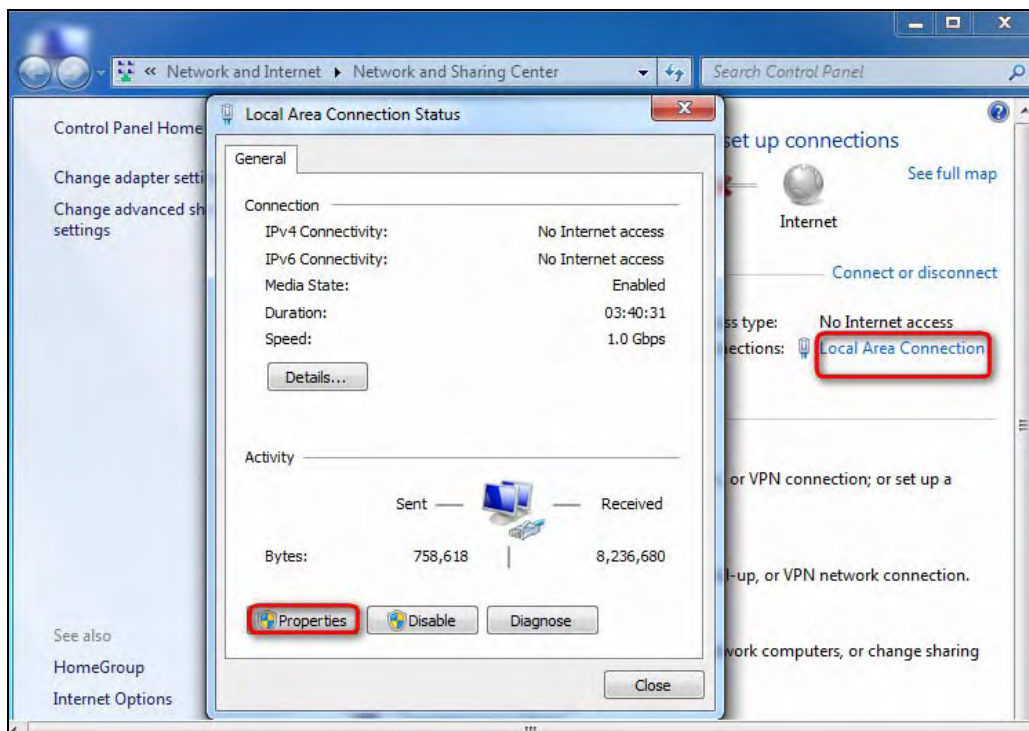 « Network and Internet ▸ Network and Sharing Center
Search Control Panel
Control Panel Home
Change adapter setti
Change advanced sh
settings
See also
HomeGroup
Internet Options
Local Area Connection Status
General
Connection
IPv4 Connectivity: No Internet access
IPv6 Connectivity: No Internet access
Media State: Enabled
Duration: 03:40:31
Speed: 1.0 Gbps
Details...
Activity
Sent — — Received
Bytes: 758,618 | 8,236,680
Properties Disable Diagnose
Close
set up connections
See full map
Internet
Connect or disconnect
ss type: No Internet access
ections: Local Area Connection
or VPN connection; or set up a
l-up, or VPN network connection.
work computers, or change sharing